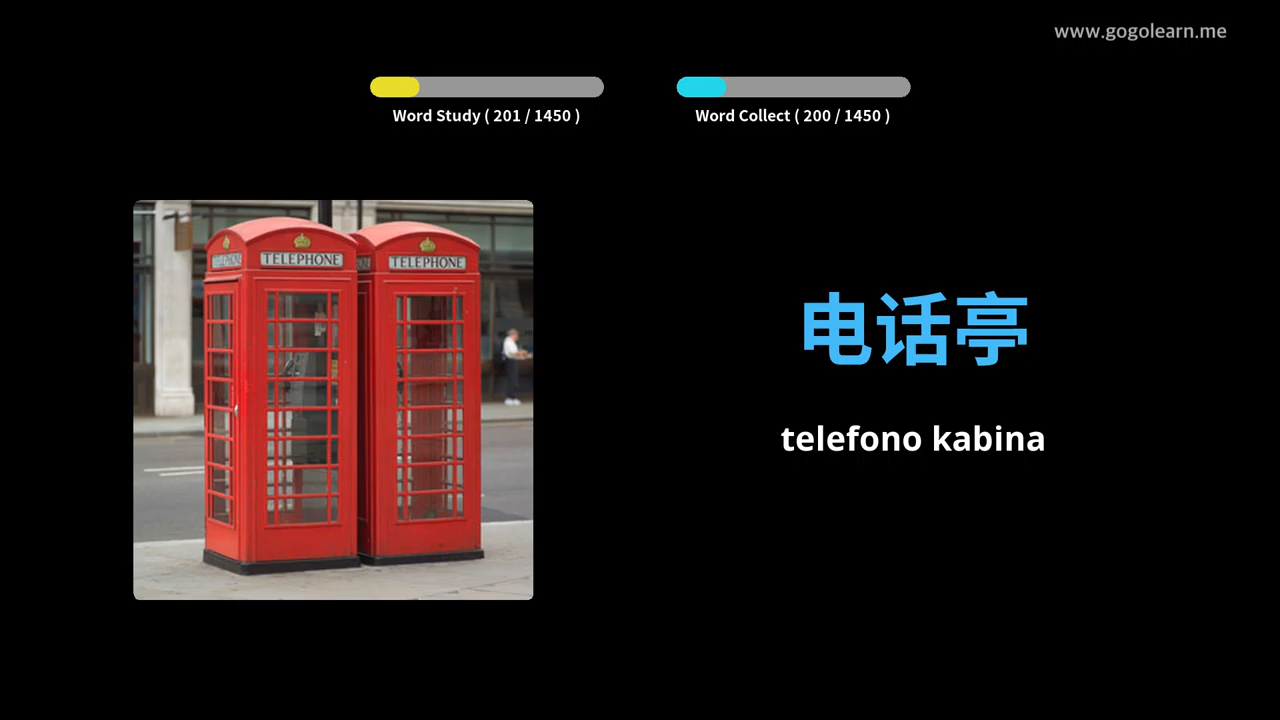 www.gogolearn.me
Word Study ( 201 / 1450 )
Word Collect ( 200 / 1450 )
TELEPHONE
TELEPHONE
电话亭
telefono kabina